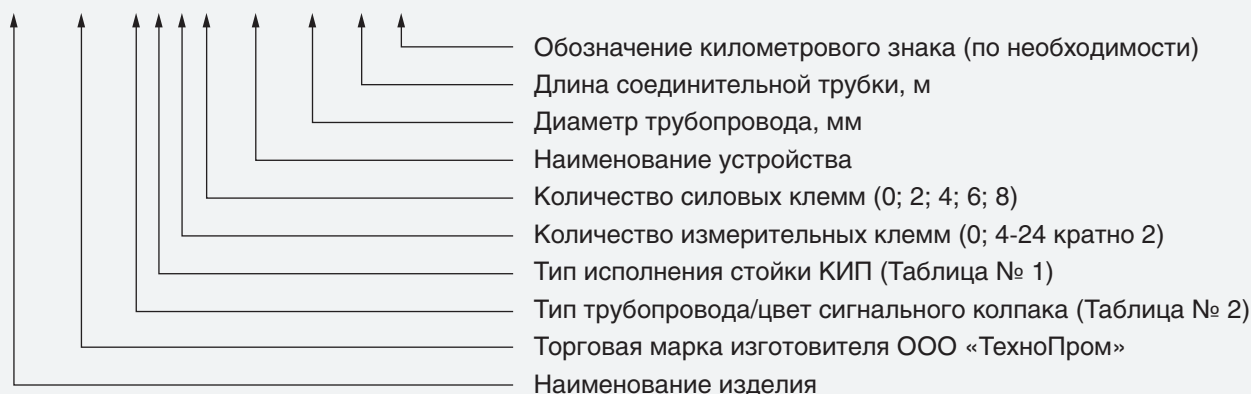 Обозначение километрового знака (по необходимости)
Длина соединительной трубки, м
Диаметр трубопровода, мм
Наименование устройства
Количество силовых клемм (0; 2; 4; 6; 8)
Количество измерительных клемм (0; 4-24 кратно 2)
Тип исполнения стойки КИП (Таблица № 1)
Тип трубопровода/цвет сигнального колпака (Таблица № 2)
Торговая марка изготовителя ООО «ТехноПром»
Наименование изделия